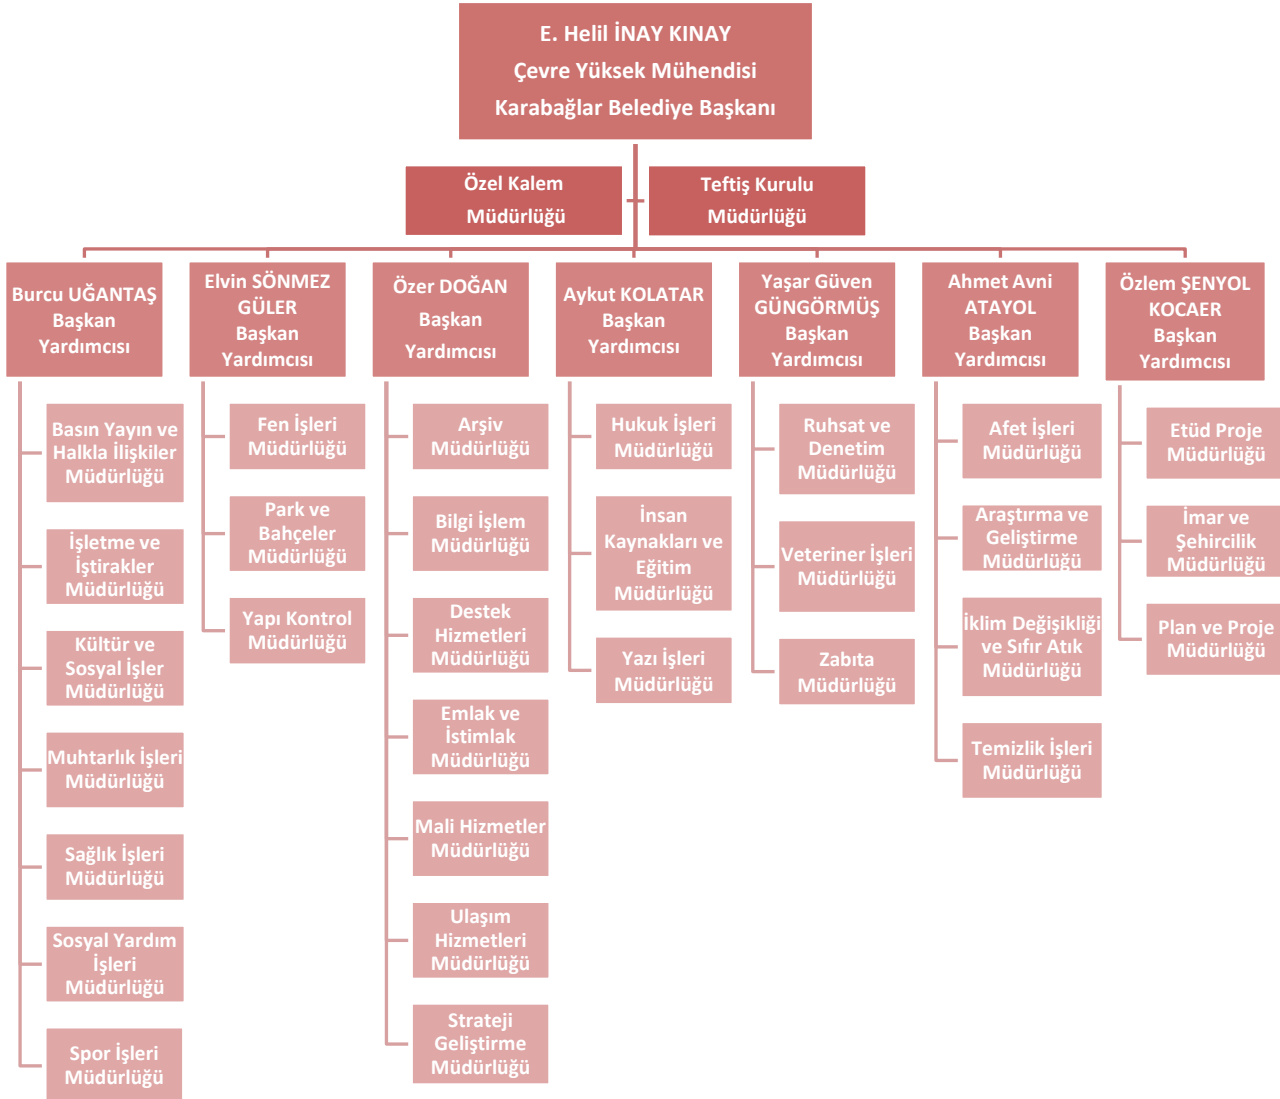 E. Helil İNAY KINAY
Çevre Yüksek Mühendisi
Karabağlar Belediye Başkanı
Özel Kalem
Müdürlüğü
Teftiş Kurulu
Müdürlüğü
Burcu UĞANTAŞ
Başkan
Yardımcısı
Basın Yayın ve
Halkla İlişkiler
Müdürlüğü
İşletme ve
İştirakler
Müdürlüğü
Kültür ve
Sosyal İşler
Müdürlüğü
Muhtarlık İşleri
Müdürlüğü
Sağlık İşleri
Müdürlüğü
Sosyal Yardım
İşleri
Müdürlüğü
Spor İşleri
Müdürlüğü
Elvin SÖNMEZ
GÜLER
Başkan
Yardımcısı
Fen İşleri
Müdürlüğü
Park ve
Bahçeler
Müdürlüğü
Yapı Kontrol
Müdürlüğü
Özer DOĞAN
Başkan
Yardımcısı
Arşiv
Müdürlüğü
Bilgi İşlem
Müdürlüğü
Destek
Hizmetleri
Müdürlüğü
Emlak ve
İstimlak
Müdürlüğü
Mali Hizmetler
Müdürlüğü
Ulaşım
Hizmetleri
Müdürlüğü
Strateji
Geliştirme
Müdürlüğü
Aykut KOLATAR
Başkan
Yardımcısı
Hukuk İşleri
Müdürlüğü
İnsan
Kaynakları ve
Eğitim
Müdürlüğü
Yazı İşleri
Müdürlüğü
Yaşar Güven
GÜNGÖRMÜŞ
Başkan
Yardımcısı
Ruhsat ve
Denetim
Müdürlüğü
Veteriner İşleri
Müdürlüğü
Zabıta
Müdürlüğü
Ahmet Avni
ATAYOL
Başkan
Yardımcısı
Afet İşleri
Müdürlüğü
Araştırma ve
Geliştirme
Müdürlüğü
İklim Değişikliği
ve Sıfır Atık
Müdürlüğü
Temizlik İşleri
Müdürlüğü
Özlem ŞENYOL
KOCAER
Başkan
Yardımcısı
Etüd Proje
Müdürlüğü
İmar ve
Şehircilik
Müdürlüğü
Plan ve Proje
Müdürlüğü